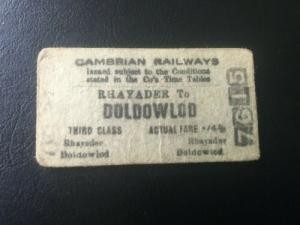 CAMBRIAN RAILWAYS
Issued subject to the Conditions
stated in the Co's Time Tables
RHAYADER To
DOLDOWLOD
THIRD CLASS ACTUAL FARE
Rhayader Rhayader
Doldowlod Doldowlod
7615